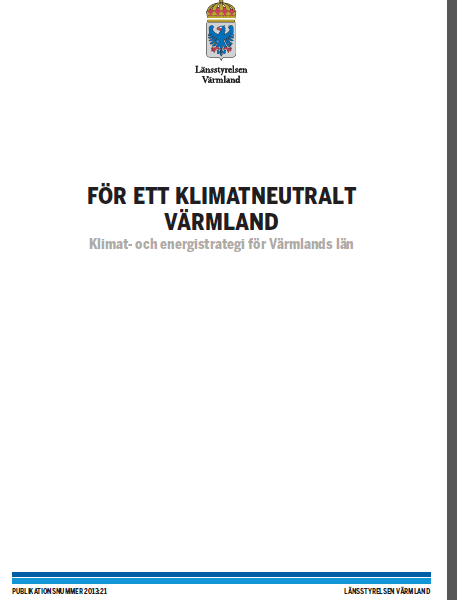 Länsstyrelsen
Värmland
FÖR ETT KLIMATNEUTRALT
VÄRMLAND
Klimat- och energistrategi för Värmlands län
PUBLIKATIONSNUMMER 2013:21
LÄNSSTYRELSEN VÄRMLAND